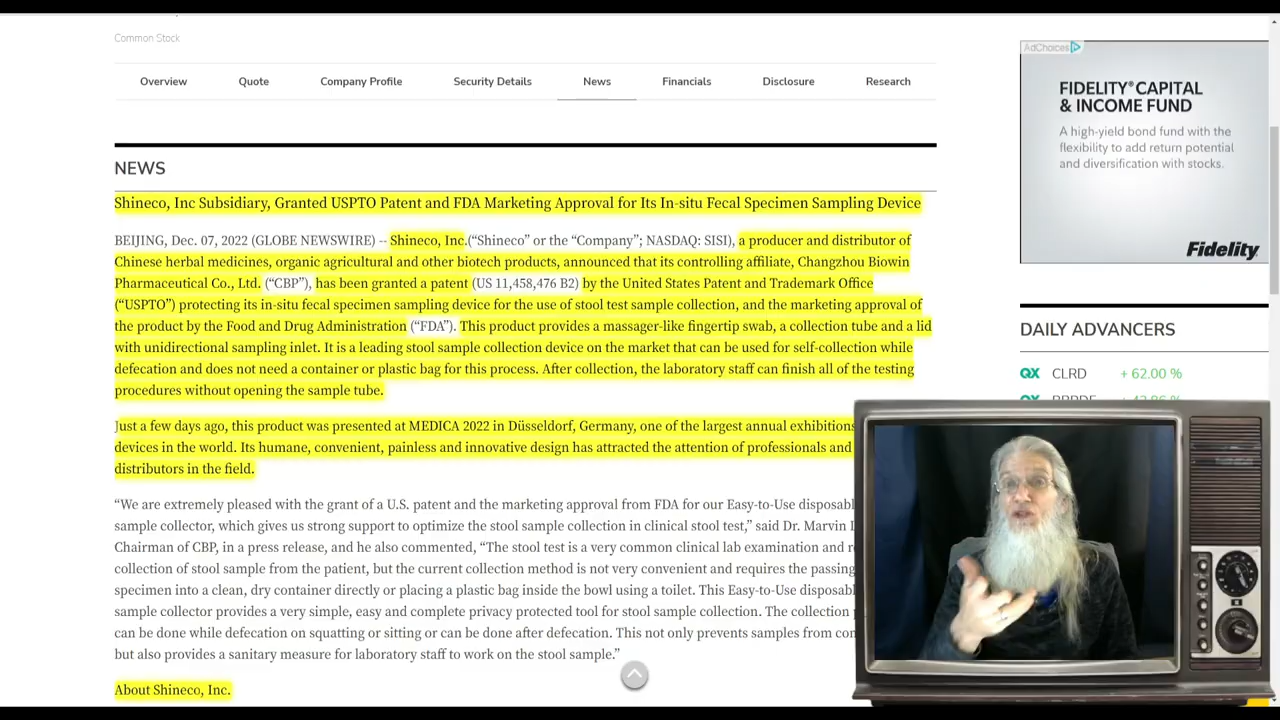 Common Stock
Overview Quote Company Profile Security Details News Financials Disclosure Research
NEWS
Shineco, Inc Subsidiary, Granted USPTO Patent and FDA Marketing Approval for Its In-situ Fecal Specimen Sampling Device
BEIJING, Dec. 07, 2022 (GLOBE NEWSWIRE) -- Shineco, Inc.(“Shineco” or the “Company”; NASDAQ: SISI), a producer and distributor of
Chinese herbal medicines, organic agricultural and other biotech products, announced that its controlling affiliate, Changzhou Biowin
Pharmaceutical Co., Ltd. (“CBP”), has been granted a patent (US 11,458,476 B2) by the United States Patent and Trademark Office
(“USPTO”) protecting its in-situ fecal specimen sampling device for the use of stool test sample collection, and the marketing approval of
the product by the Food and Drug Administration (“FDA”). This product provides a massager-like fingertip swab, a collection tube and a lid
with unidirectional sampling inlet. It is a leading stool sample collection device on the market that can be used for self-collection while
defecation and does not need a container or plastic bag for this process. After collection, the laboratory staff can finish all of the testing
procedures without opening the sample tube.
Just a few days ago, this product was presented at MEDICA 2022 in Düsseldorf, Germany, one of the largest annual exhibitions
devices in the world. Its humane, convenient, painless and innovative design has attracted the attention of professionals and
distributors in the field.
“We are extremely pleased with the grant of a U.S. patent and the marketing approval from FDA for our Easy-to-Use
sample collector, which gives us strong support to optimize the stool sample collection in clinical stool test,” said Dr. Marvin
Chairman of CBP, in a press release, and he also commented, “The stool test is a very common clinical lab examination and
collection of stool sample from the patient, but the current collection method is not very convenient and requires the passing
specimen into a clean, dry container directly or placing a plastic bag inside the bowl using a toilet. This Easy-to-Use
sample collector provides a very simple, easy and complete privacy protected tool for stool sample collection. The collection
can be done while defecation on squatting or sitting or can be done after defecation. This not only prevents samples from
but also provides a sanitary measure for laboratory staff to work on the stool sample.”
About Shineco, Inc.
AdChoices
FIDELITY® CAPITAL
& INCOME FUND
A high-yield bond fund with the
flexibility to add return potential
and diversification with stocks.
Fidelity
DAILY ADVANCERS
QX CLRD + 62.00 %